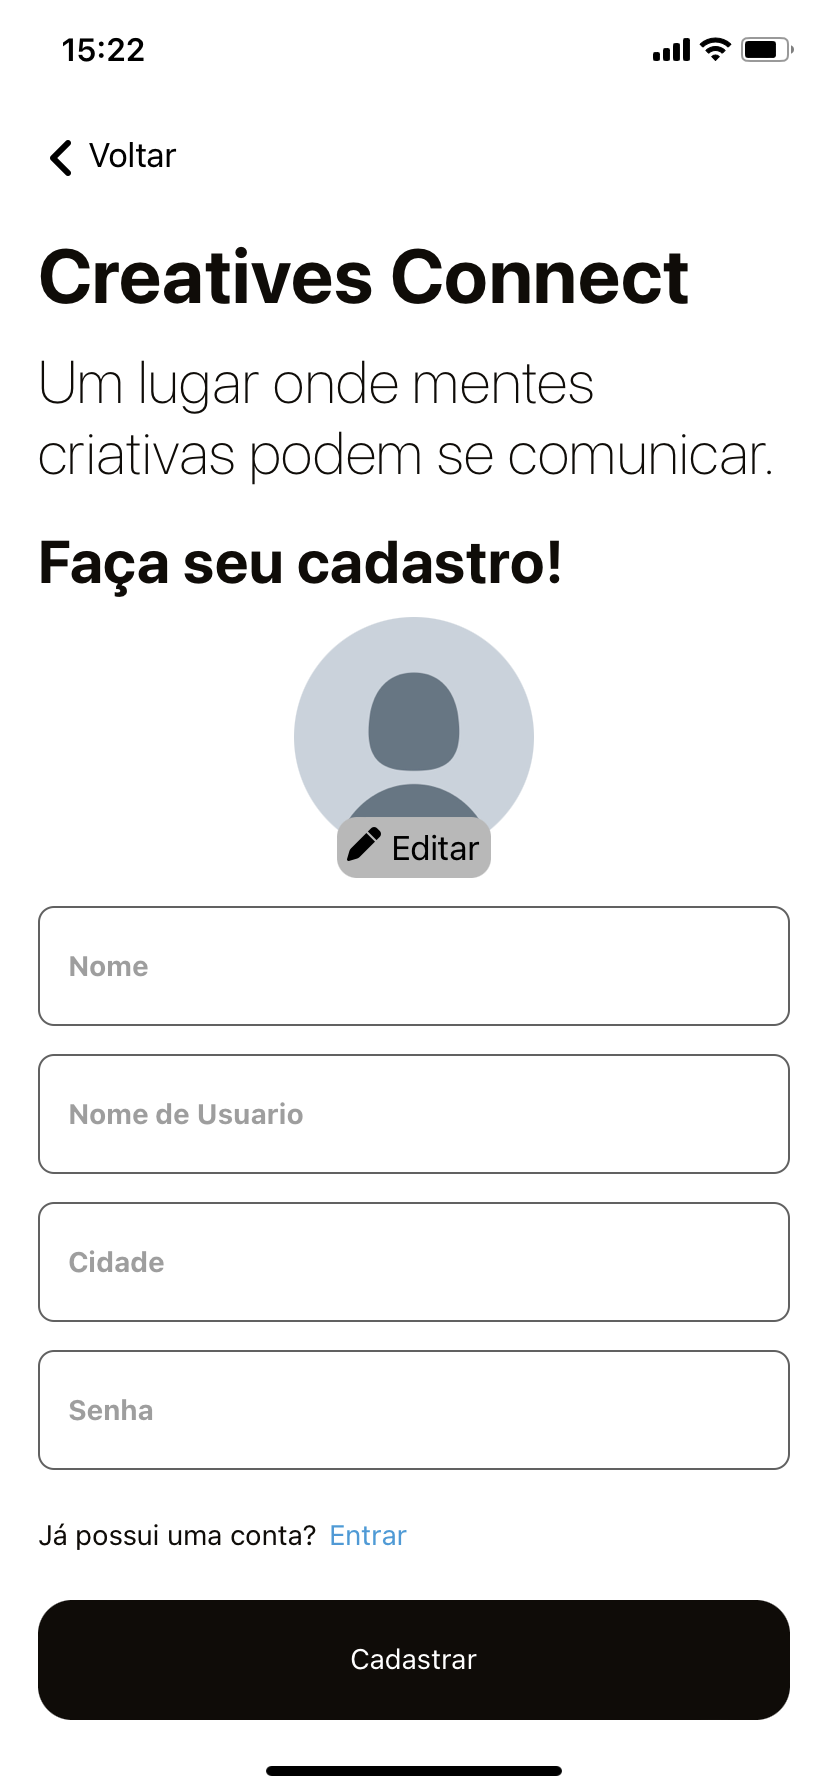 15:22
Voltar
Creatives Connect
Um lugar onde mentes
criativas podem se comunicar.
Faça seu cadastro!
Editar
Nome
Nome de Usuario
Cidade
Senha
Já possui uma conta? Entrar
Cadastrar